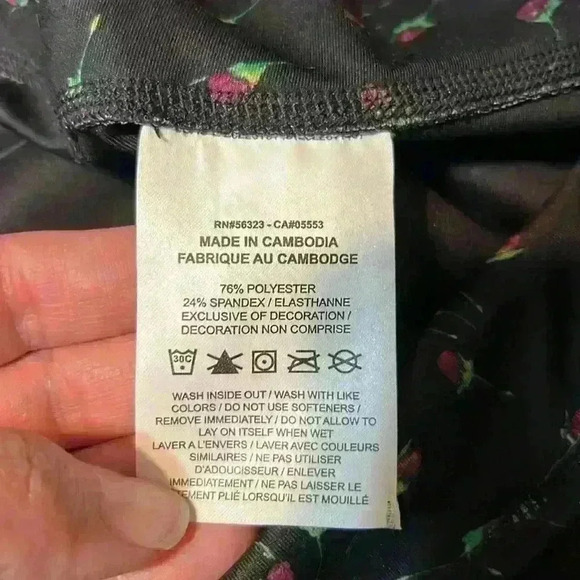 RN#56323 - CA#05553
MADE IN CAMBODIA
FABRIQUE AU CAMBODGE
76% POLYESTER
24% SPANDEX / ELASTHANNE
EXCLUSIVE OF DECORATION /
DECORATION NON COMPRISE
30C
WASH INSIDE OUT / WASH WITH LIKE
COLORS / DO NOT USE SOFTENERS /
REMOVE IMMEDIATELY / DO NOT ALLOW TO
LAY ON ITSELF WHEN WET
LAVER A L'ENVERS / LAVER AVEC COULEURS
SIMILAIRES / NE PAS UTILISER
D'ADOUCISSEUR / ENLEVER
IMMEDIATEMENT / NE PAS LAISSER LE
PLIÉ LORSQU'IL EST MOUILLÉ